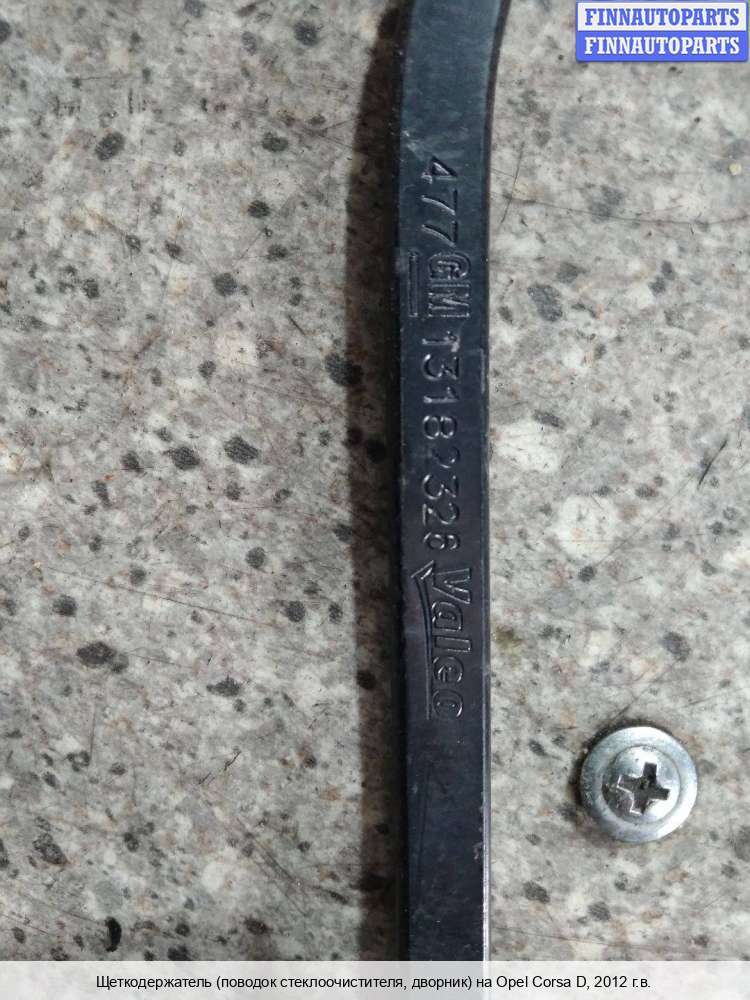 FINNAUTOPARTS
FINNAUTOPARTS
477 GM 13182326 Valeo
Щеткодержатель (поводок стеклоочистителя, дворник) на Opel Corsa D, 2012 г.в.